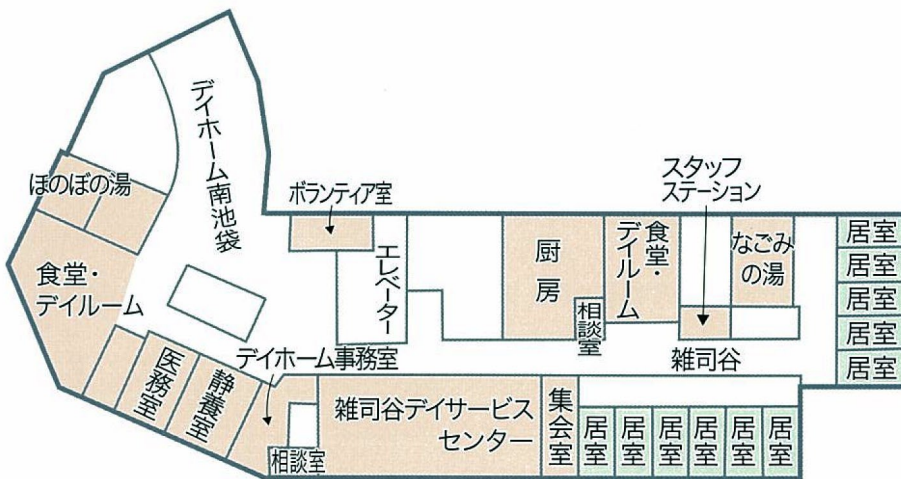 デイホーム南池袋
ほのぼの湯
食堂・
デイルーム
医務室
静養室
デイホーム事務室
相談室
ボランティア室
エレベーター
厨房
相談室
食堂・
デイルーム
スタッフ
ステーション
なごみ
の湯
雑司谷
雑司谷デイサービス
センター
集会室
居室
居室
居室
居室
居室
居室
居室
居室
居室
居室
居室